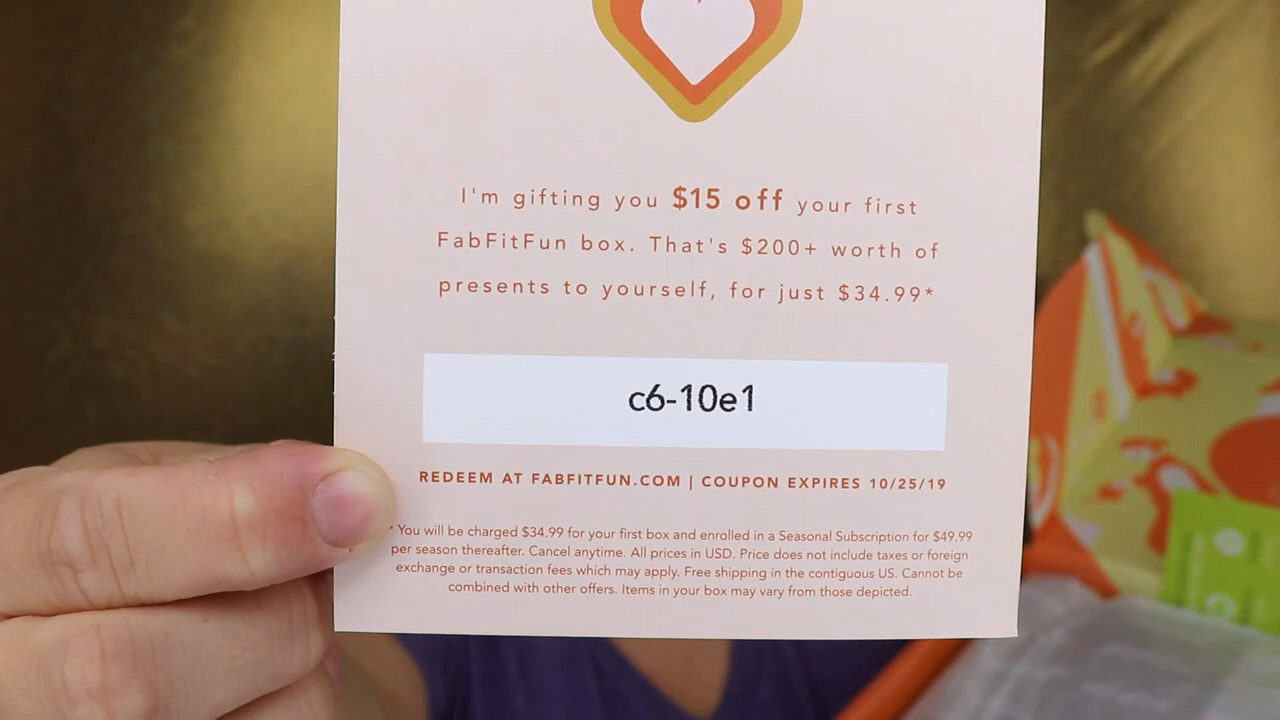 I'm gifting you $15 off your first
FabFitFun box. That's $200+ worth of
presents to yourself, for just $34.99*
c6-10e1
REDEEM AT FABFITFUN.COM | COUPON EXPIRES 10/25/19
* You will be charged $34.99 for your first box and enrolled in a Seasonal Subscription for $49.99
per season thereafter. Cancel anytime. All prices in USD. Price does not include taxes or foreign
exchange or transaction fees which may apply. Free shipping in the contiguous US. Cannot be
combined with other offers. Items in your box may vary from those depicted.